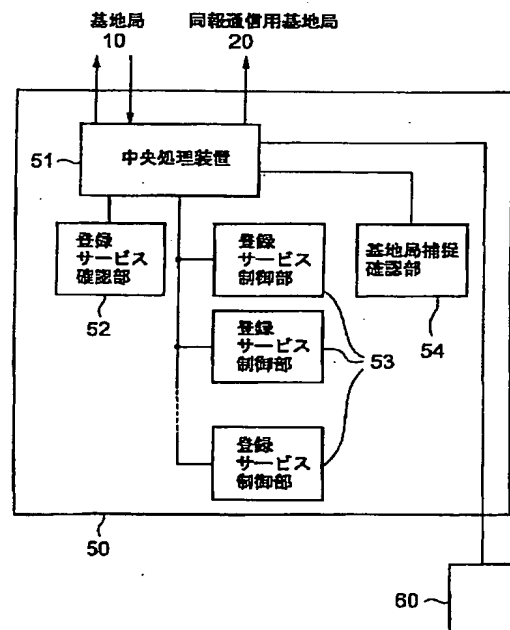 基地局
10
同報通信用基地局
20
51
中央処理装置
登録
サービス
確認部
52
登録
サービス
制御部
基地局補捉
確認部
54
登録
サービス
制御部
53
登録
サービス
制御部
50
60